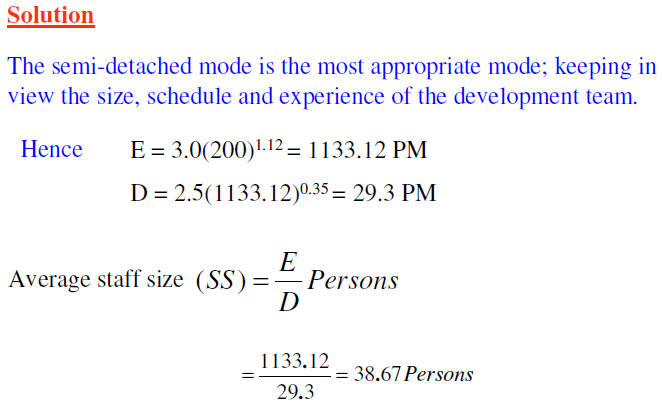 Solution
The semi-detached mode is the most appropriate mode; keeping in
view the size, schedule and experience of the development team.
Hence E = 3.0(200)^1.12 = 1133.12 PM
D = 2.5(1133.12)^0.35 = 29.3 PM
Average staff size (SS) = E/D Persons
= 1133.12/29.3 = 38.67 Persons